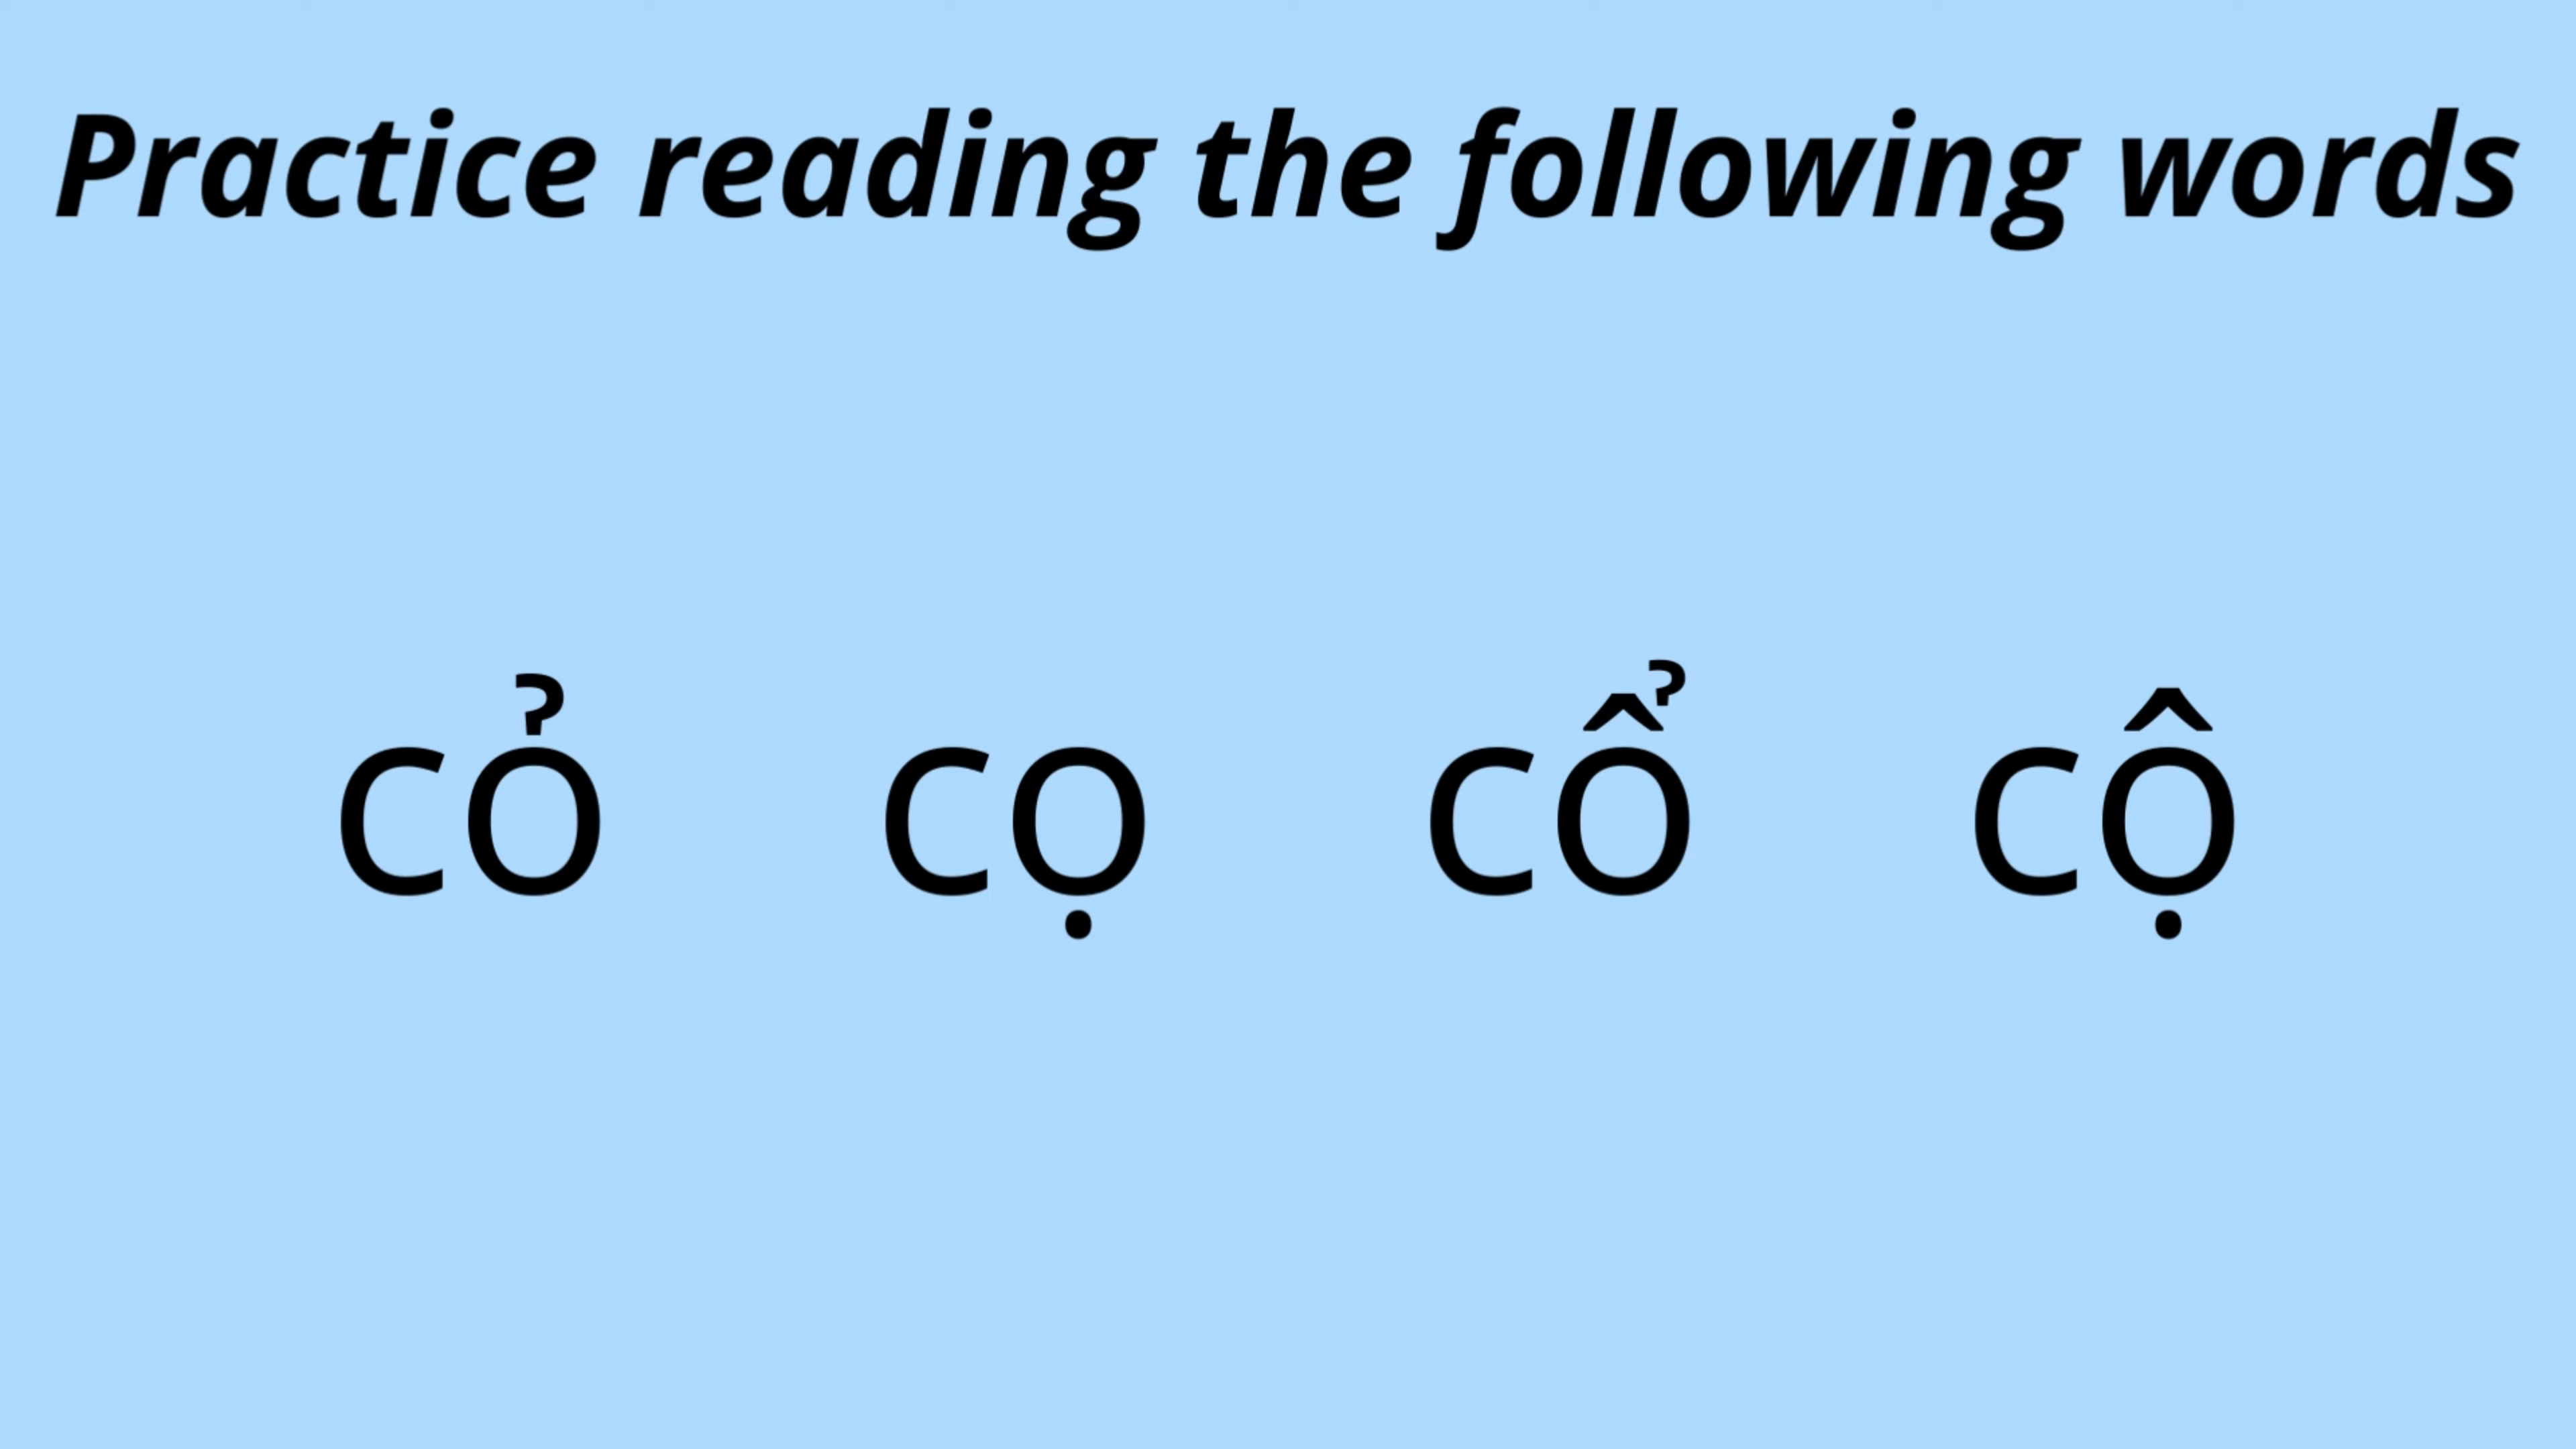 Practice reading the following words
cỏ cọ cổ cộ